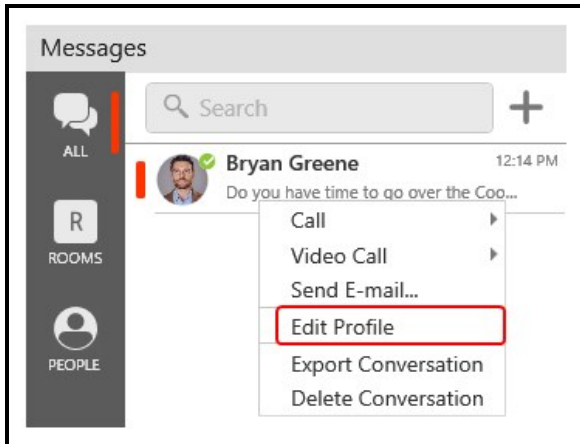 Messages
ALL
Search
Bryan Greene
12:14 PM
Do you have time to go over the Coo...
R
ROOMS
PEOPLE
Call
Video Call
Send E-mail...
Edit Profile
Export Conversation
Delete Conversation